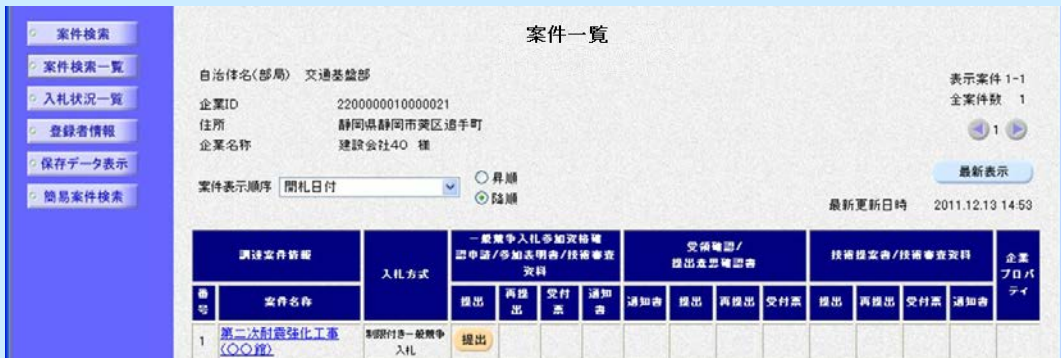 案件検索
案件検索一覧
入札状況一覧
登録者情報
保存データ表示
簡易案件検索
案件一覧
自治体名(部局) 交通基盤部
企業ID 2200000010000021
住所 静岡県静岡市葵区追手町
企業名称 建設会社40 様
表示案件 1-1
全案件数 1
1
案件表示順序 開札日付
昇順
降順
最新表示
最新更新日時 2011.12.13 14:53
調達案件情報
入札方式
一般競争入札参加資格確
認申請/参加表明書/技術審査
資料
受領確認/
提出意思確認書
技術提案書/技術審査資料
企業
プロパ
ティ
番
号
案件名称
提出
再提
出
受付
票
通知
書
通知書 提出 再提出 受付票
提出 再提出 受付票 通知書
1
第二次耐震強化工事
(〇〇館)
制限付き一般競争
入札
提出